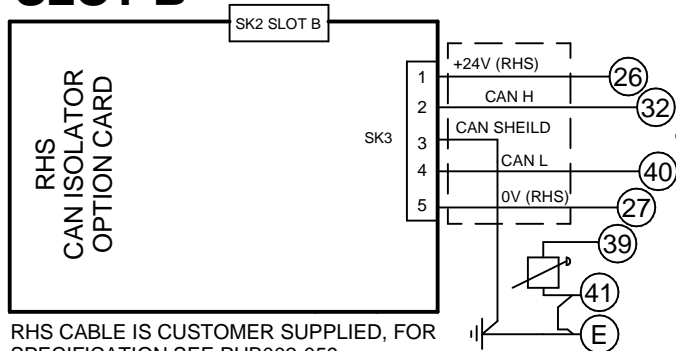 SK2 SLOT B
RHS
CAN ISOLATOR
OPTION CARD
SK3
1
2
3
4
5
+24V (RHS)
CAN H
CAN SHEILD
CAN L
0V (RHS)
26
32
40
27
39
41
E
RHS CABLE IS CUSTOMER SUPPLIED, FOR